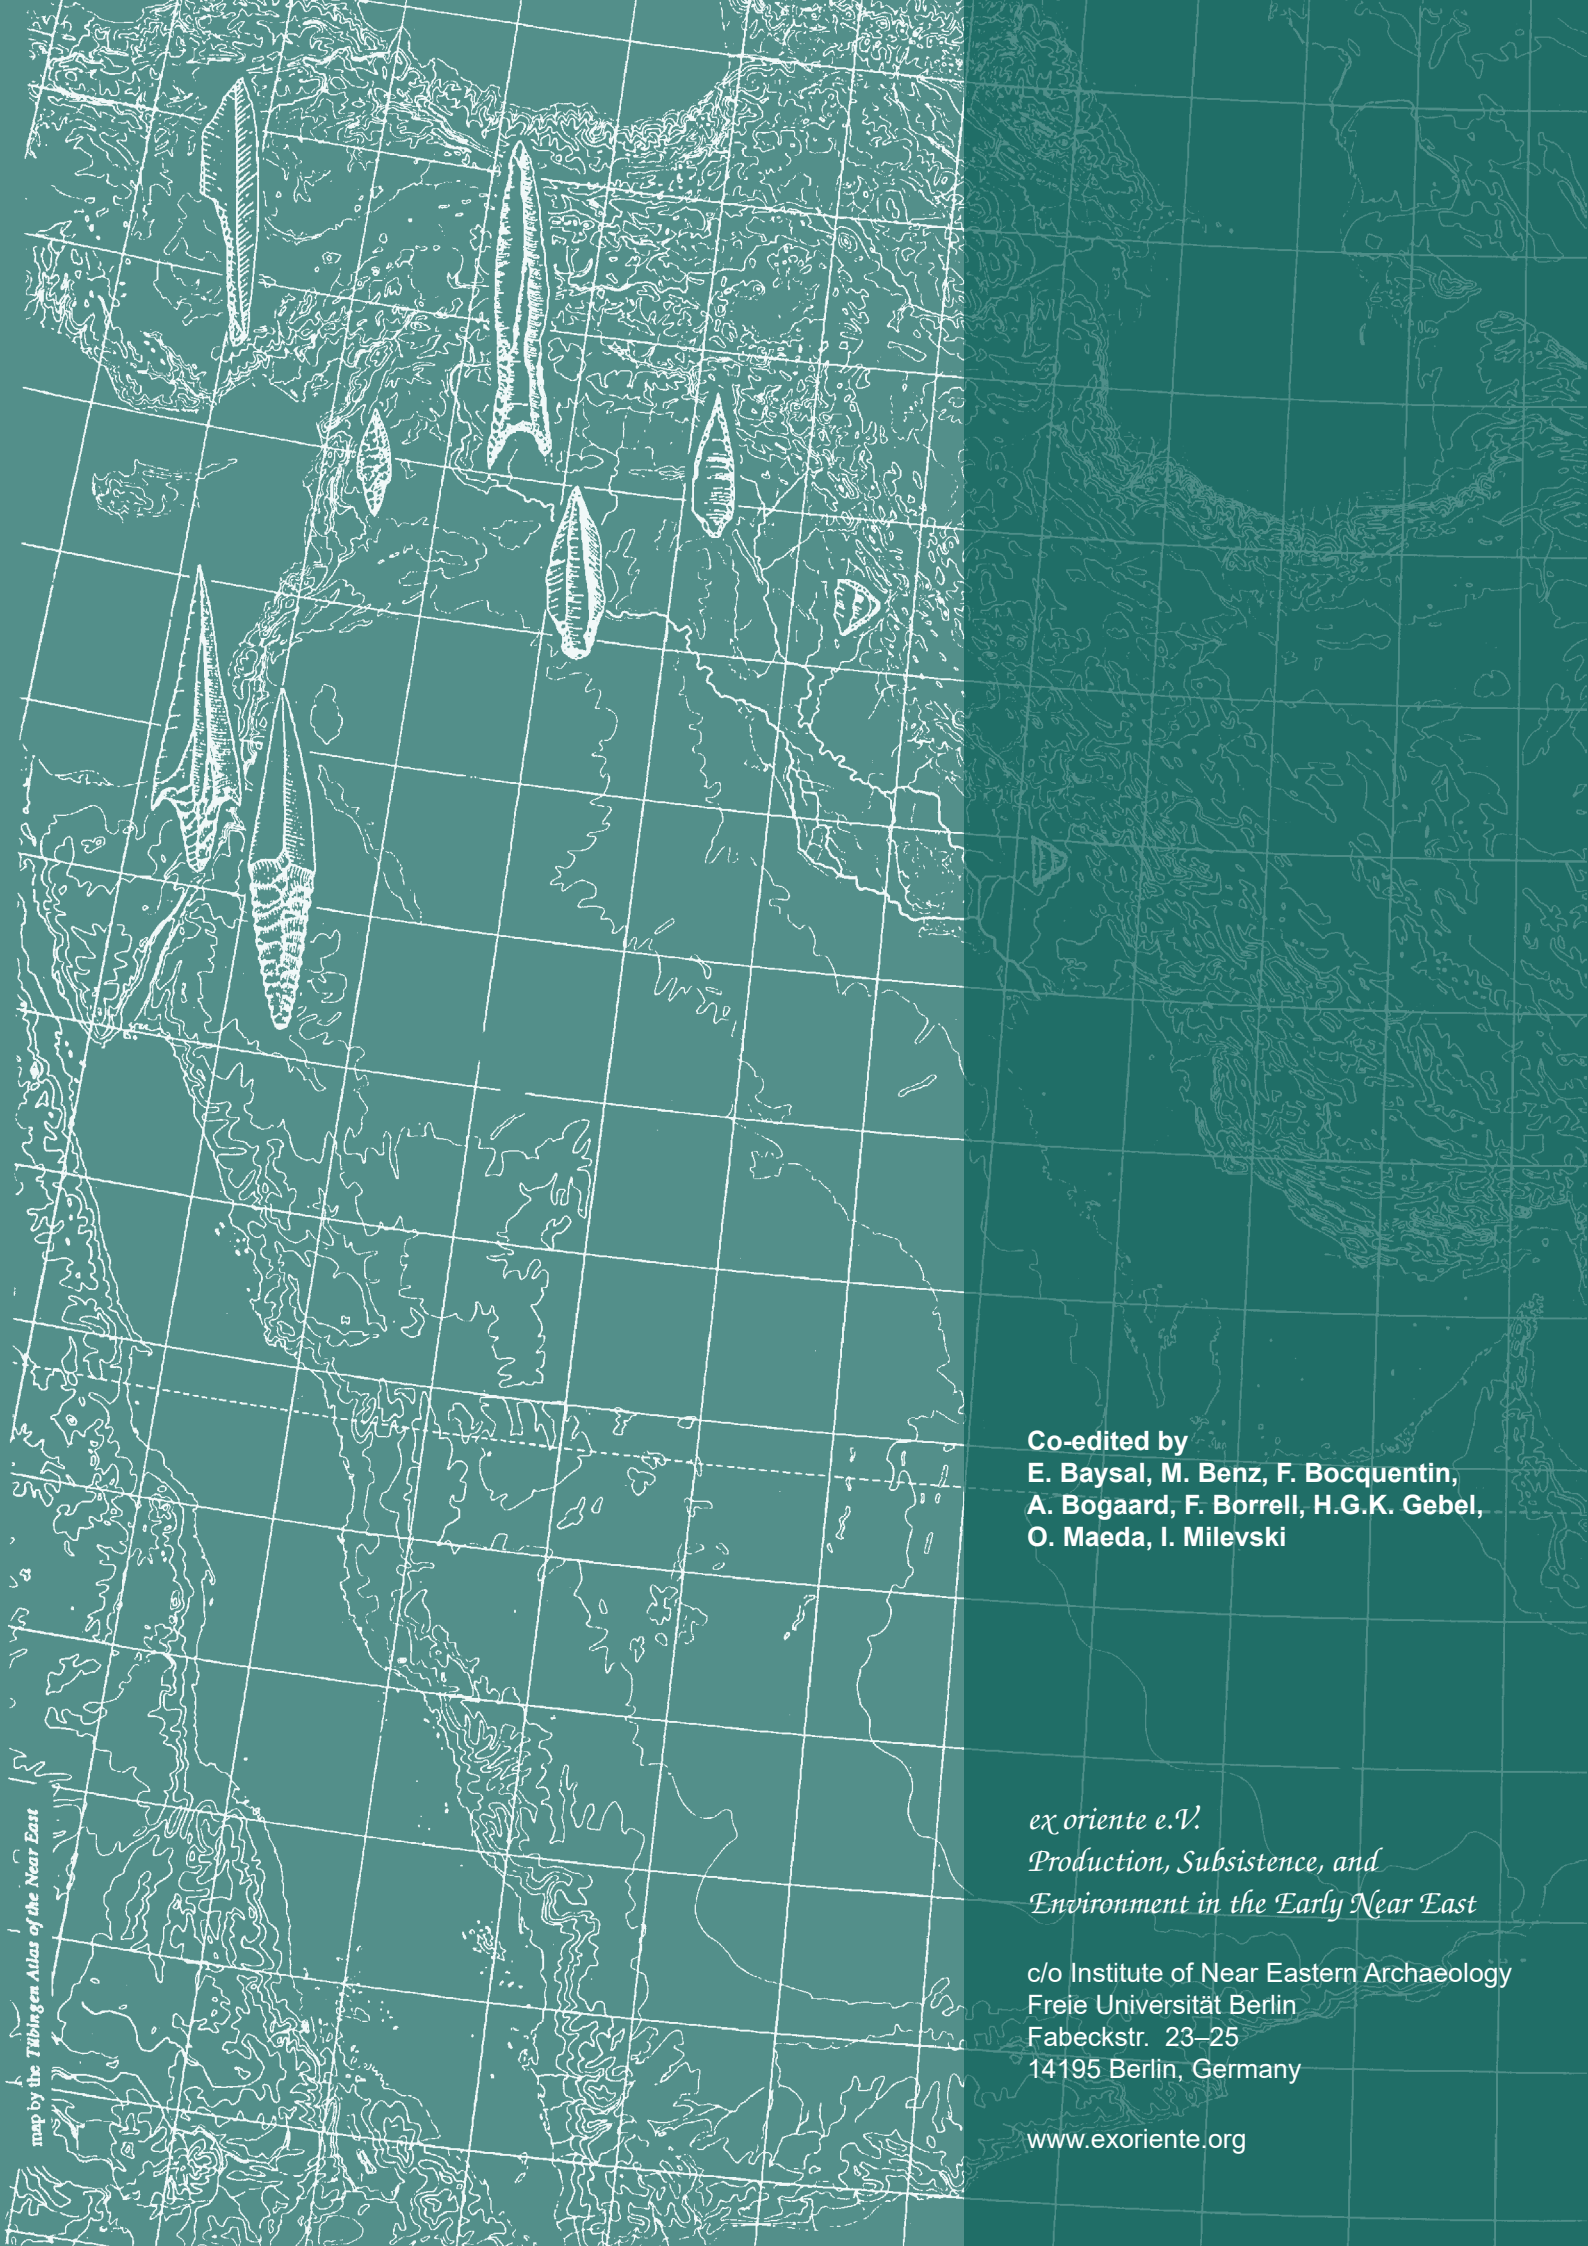 Co-edited by
E. Baysal, M. Benz, F. Bocquentin,
A. Bogaard, F. Borrell, H.G.K. Gebel,
O. Maeda, I. Milevski
ex oriente e.V.
Production, Subsistence, and
Environment in the Early Near East
c/o Institute of Near Eastern Archaeology
Freie Universität Berlin
Fabeckstr. 23–25
14195 Berlin, Germany
www.exoriente.org
map by the Tübingen Atlas of the Near East